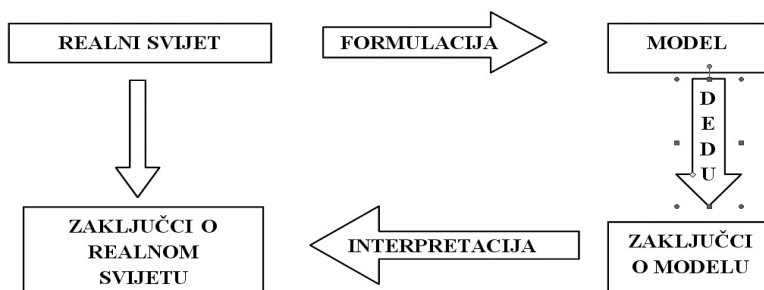 REALNI SVIJET
FORMULACIJA
MODEL
D
E
D
U
ZAKLJUČCI O
REALNOM
SVIJETU
INTERPRETACIJA
ZAKLJUČCI
O MODELU